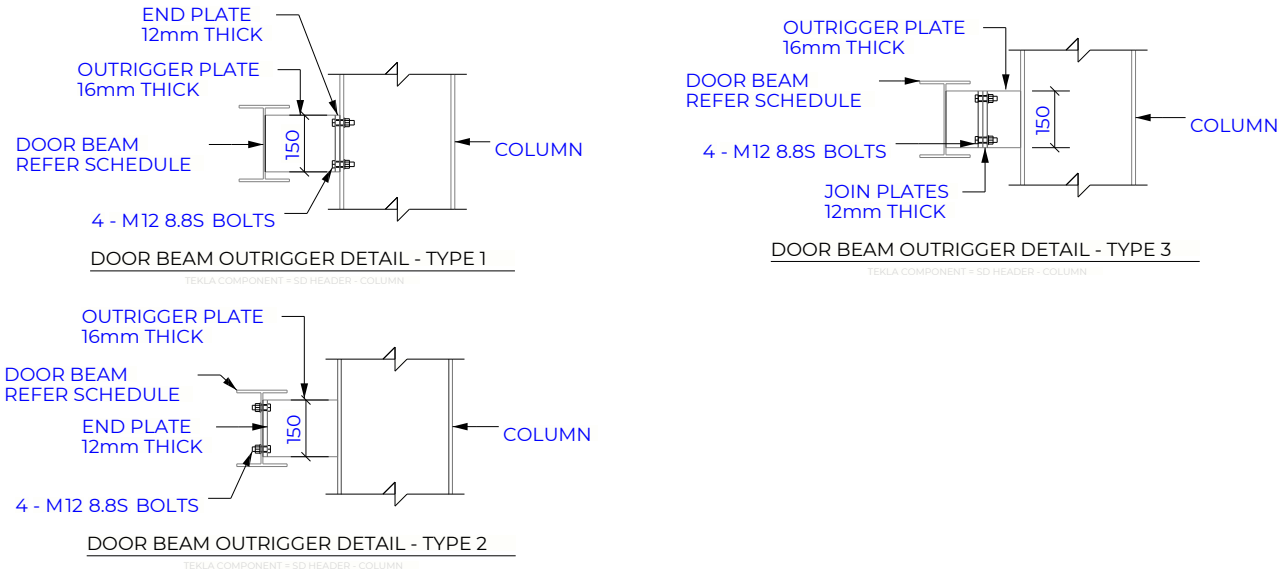 END PLATE
12mm THICK
OUTRIGGER PLATE
16mm THICK
DOOR BEAM
REFER SCHEDULE
150
COLUMN
4 - M12 8.8S BOLTS
DOOR BEAM OUTRIGGER DETAIL - TYPE 1
TEKLA COMPONENT = SD HEADER - COLUMN
OUTRIGGER PLATE
16mm THICK
DOOR BEAM
REFER SCHEDULE
150
COLUMN
4 - M12 8.8S BOLTS
JOIN PLATES
12mm THICK
DOOR BEAM OUTRIGGER DETAIL - TYPE 3
TEKLA COMPONENT = SD HEADER - COLUMN
OUTRIGGER PLATE
16mm THICK
DOOR BEAM
REFER SCHEDULE
END PLATE
12mm THICK
150
COLUMN
4 - M12 8.8S BOLTS
DOOR BEAM OUTRIGGER DETAIL - TYPE 2
TEKLA COMPONENT = SD HEADER - COLUMN